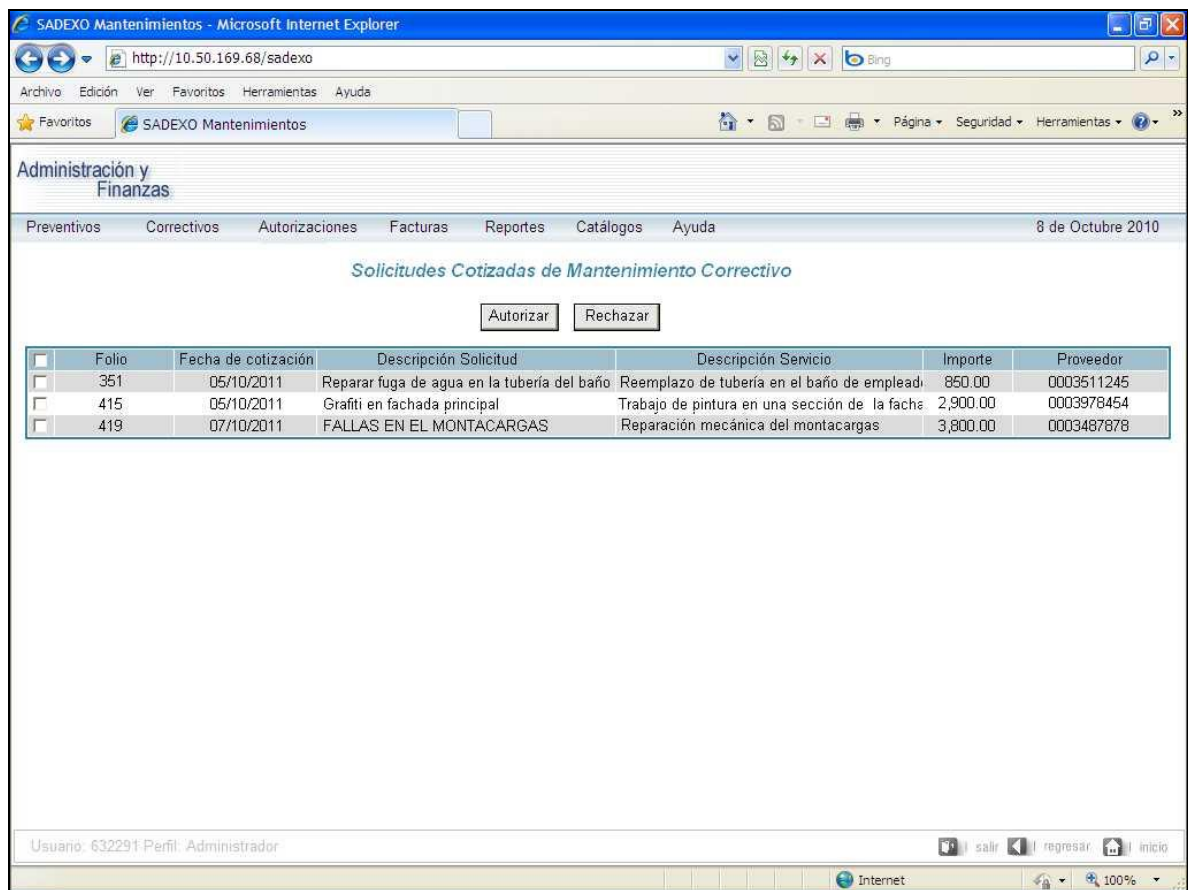 SADEXO Mantenimientos - Microsoft Internet Explorer
http://10.50.169.68/sadexo
Bing
Archivo Edición Ver Favoritos Herramientas Ayuda
Favoritos SADEXO Mantenimientos Página Seguridad Herramientas
Administración y
Finanzas
Preventivos Correctivos Autorizaciones Facturas Reportes Catálogos Ayuda 8 de Octubre 2010
Solicitudes Cotizadas de Mantenimiento Correctivo
Autorizar Rechazar
Folio Fecha de cotización Descripción Solicitud Descripción Servicio Importe Proveedor
351 05/10/2011 Reparar fuga de agua en la tubería del baño Reemplazo de tubería en el baño de emplead 850.00 0003511245
415 05/10/2011 Grafiti en fachada principal Trabajo de pintura en una sección de la facha 2,900.00 0003978454
419 07/10/2011 FALLAS EN EL MONTACARGAS Reparación mecánica del montacargas 3,800.00 0003487878
Usuario: 632291 Perfil: Administrador | salir | regresar | inicio
Internet 100%